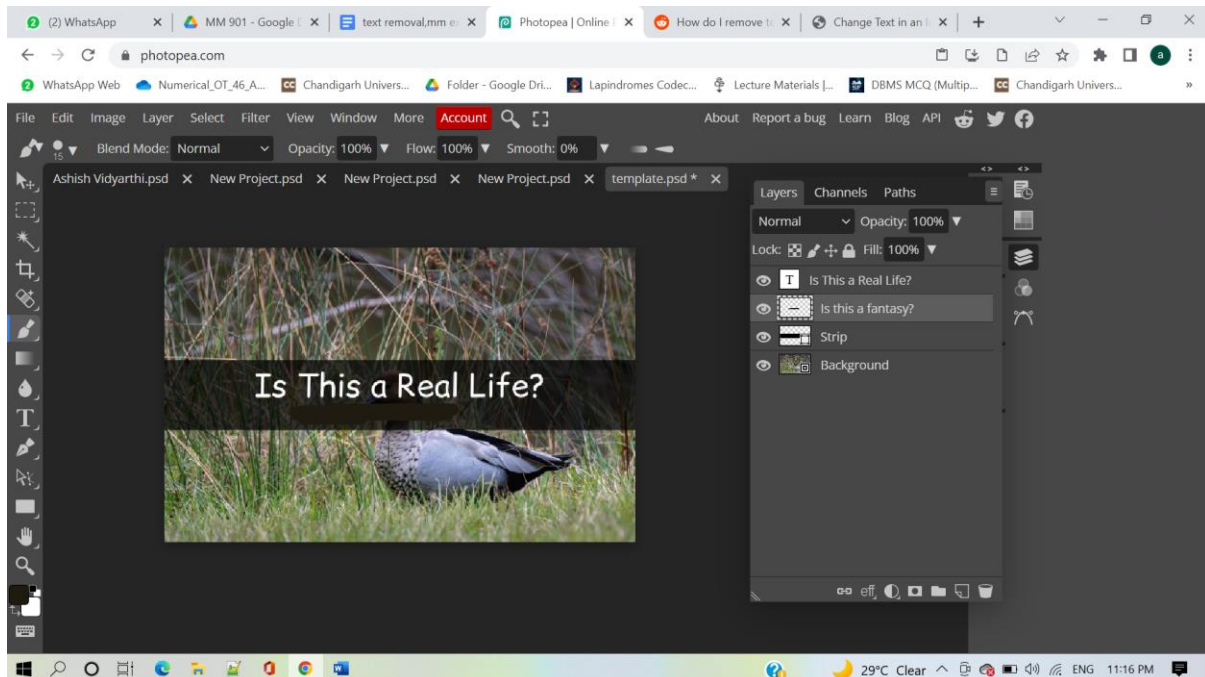 (2) WhatsApp
MM 901 - Google
text removal,mm e
Photopea | Online
How do I remove
Change Text in an
photopea.com
WhatsApp Web Numerical_OT_46_A... Chandigarh Univers... Folder - Google Dri... Lapindromes Codec... Lecture Materials |... DBMS MCQ (Multip... Chandigarh Univers... »
File Edit Image Layer Select Filter View Window More Account About Report a bug Learn Blog API
15 Blend Mode: Normal Opacity: 100% Flow: 100% Smooth: 0%
Ashish Vidyarthi.psd New Project.psd New Project.psd New Project.psd template.psd *
Layers Channels Paths
Normal Opacity: 100%
Lock: Fill: 100%
T Is This a Real Life?
Is this a fantasy?
Strip
Background
Is This a Real Life?
eff
29°C Clear ENG 11:16 PM